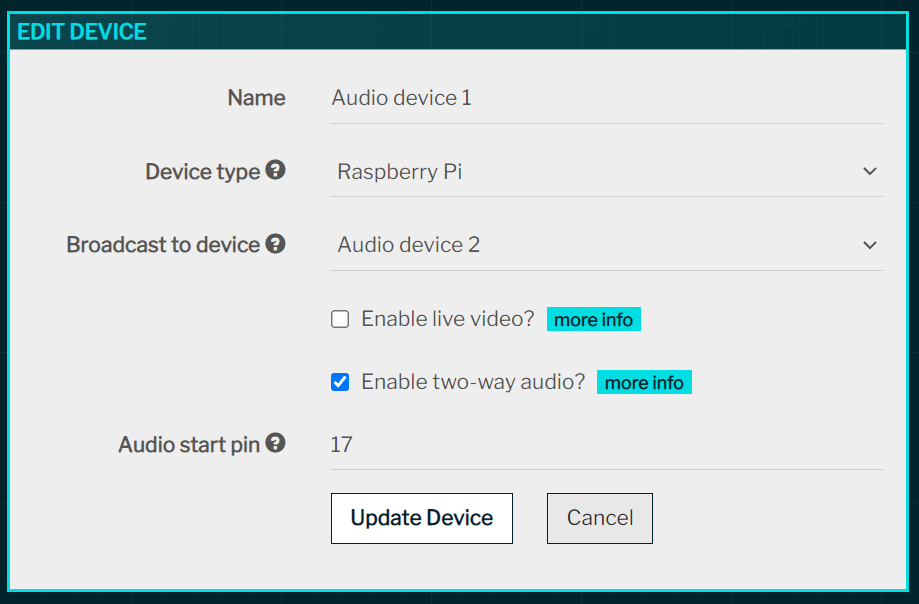 EDIT DEVICE
Name Audio device 1
Device type ? Raspberry Pi
Broadcast to device ? Audio device 2
Enable live video? more info
Enable two-way audio? more info
Audio start pin ? 17
Update Device Cancel